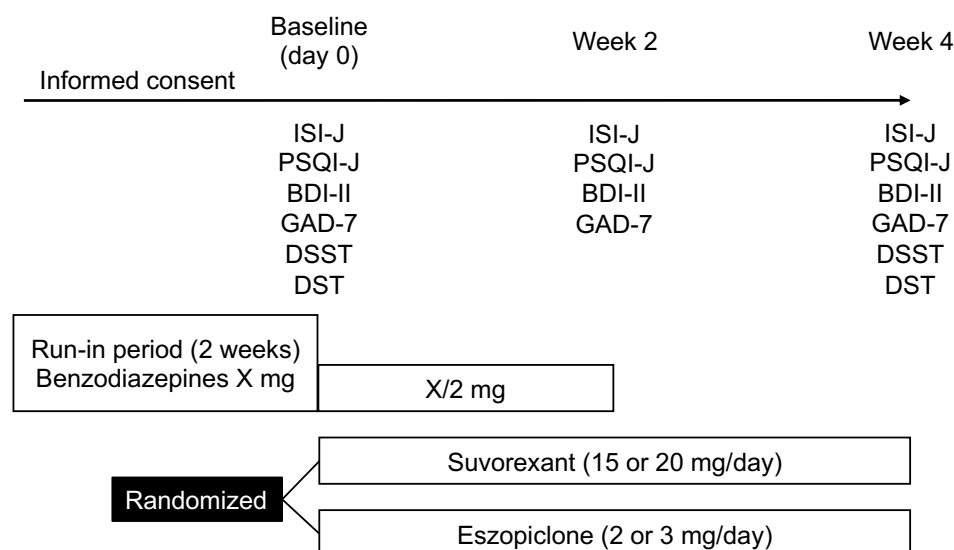 Baseline
(day 0)
Week 2
Week 4
Informed consent
ISI-J
PSQI-J
BDI-II
GAD-7
DSST
DST
ISI-J
PSQI-J
BDI-II
GAD-7
ISI-J
PSQI-J
BDI-II
GAD-7
DSST
DST
Run-in period (2 weeks)
Benzodiazepines X mg
X/2 mg
Suvorexant (15 or 20 mg/day)
Randomized
Eszopiclone (2 or 3 mg/day)